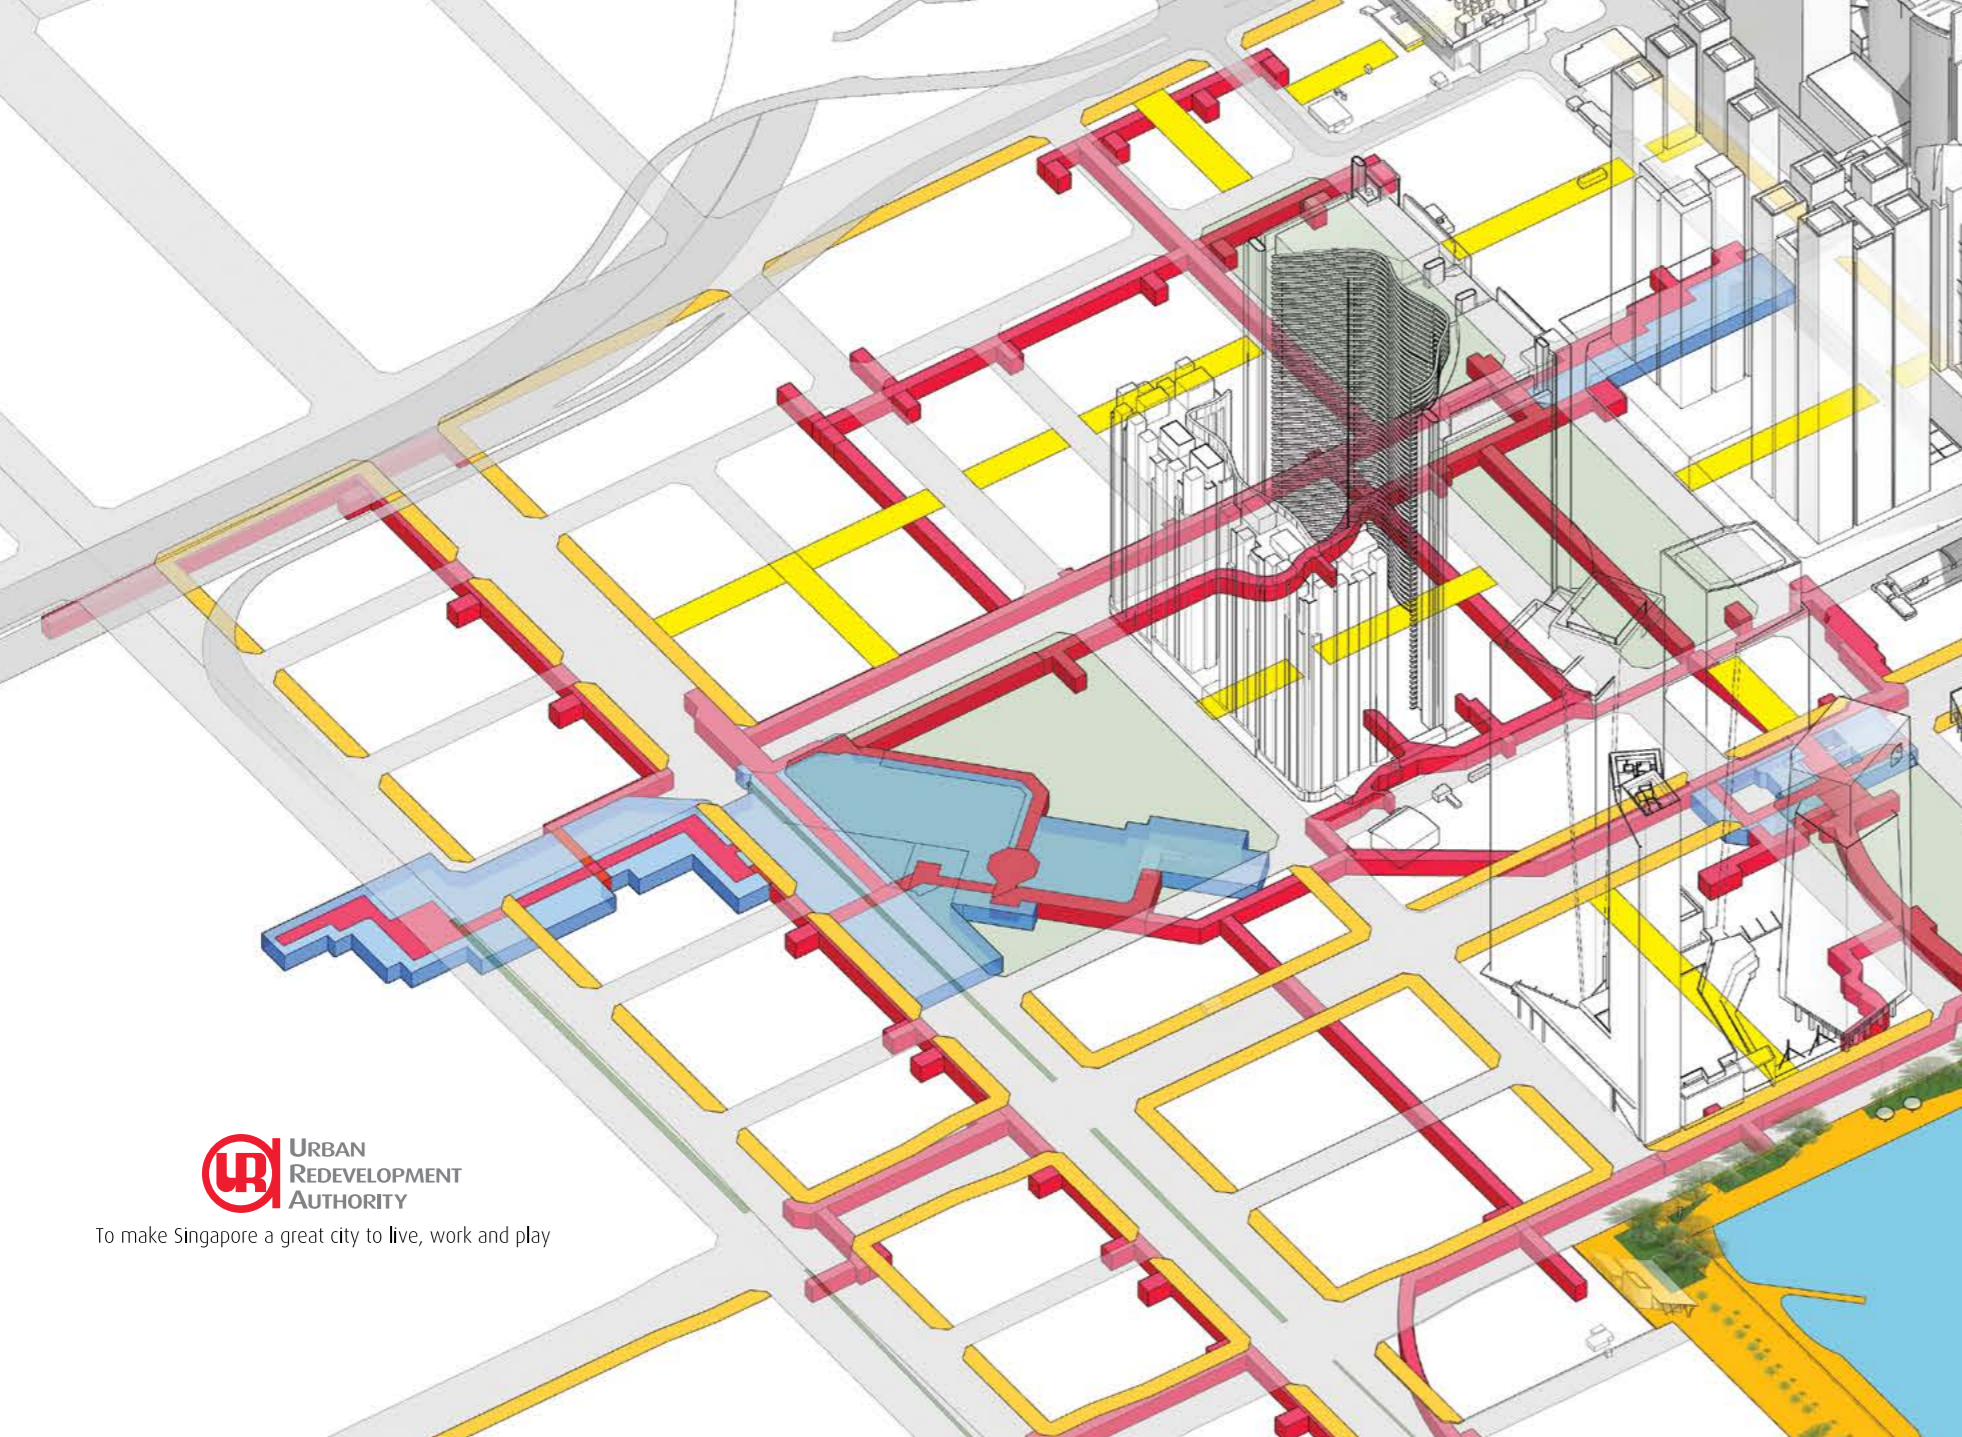 URBAN
REDEVELOPMENT
AUTHORITY
To make Singapore a great city to live, work and play